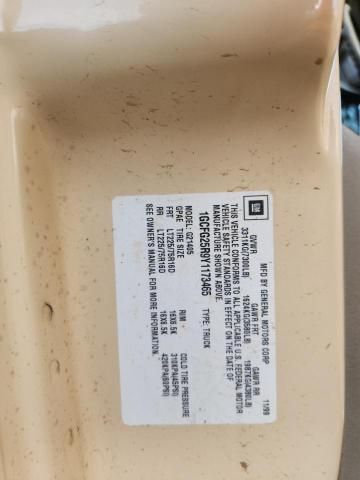 GM
MFD BY GENERAL MOTORS CORP 11/99
GVWR GAWR FRT GAWR RR
3311KG(7300LB) 1624KG(3580LB) 1987KG(4380LB)
THIS VEHICLE CONFORMS TO ALL APPLICABLE U.S. FEDERAL MOTOR
VEHICLE SAFETY STANDARDS IN EFFECT ON THE DATE OF
MANUFACTURE SHOWN ABOVE.
1GCFG25R9Y1173465 TYPE: TRUCK
MODEL: G21405
TIRE SIZE RIM COLD TIRE PRESSURE
FRT LT225/75R16D 16X6.5K 310KPA(45PSI)
RR LT225/75R16D 16X6.5K 420KPA(60PSI)
SEE OWNER'S MANUAL FOR MORE INFORMATION.